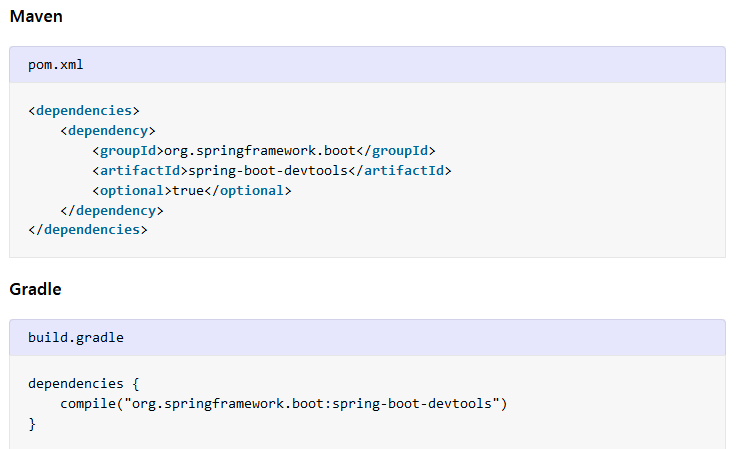 Maven
pom.xml
<dependencies>
    <dependency>
        <groupId>org.springframework.boot</groupId>
        <artifactId>spring-boot-devtools</artifactId>
        <optional>true</optional>
    </dependency>
</dependencies>
Gradle
build.gradle
dependencies {
    compile("org.springframework.boot:spring-boot-devtools")
}